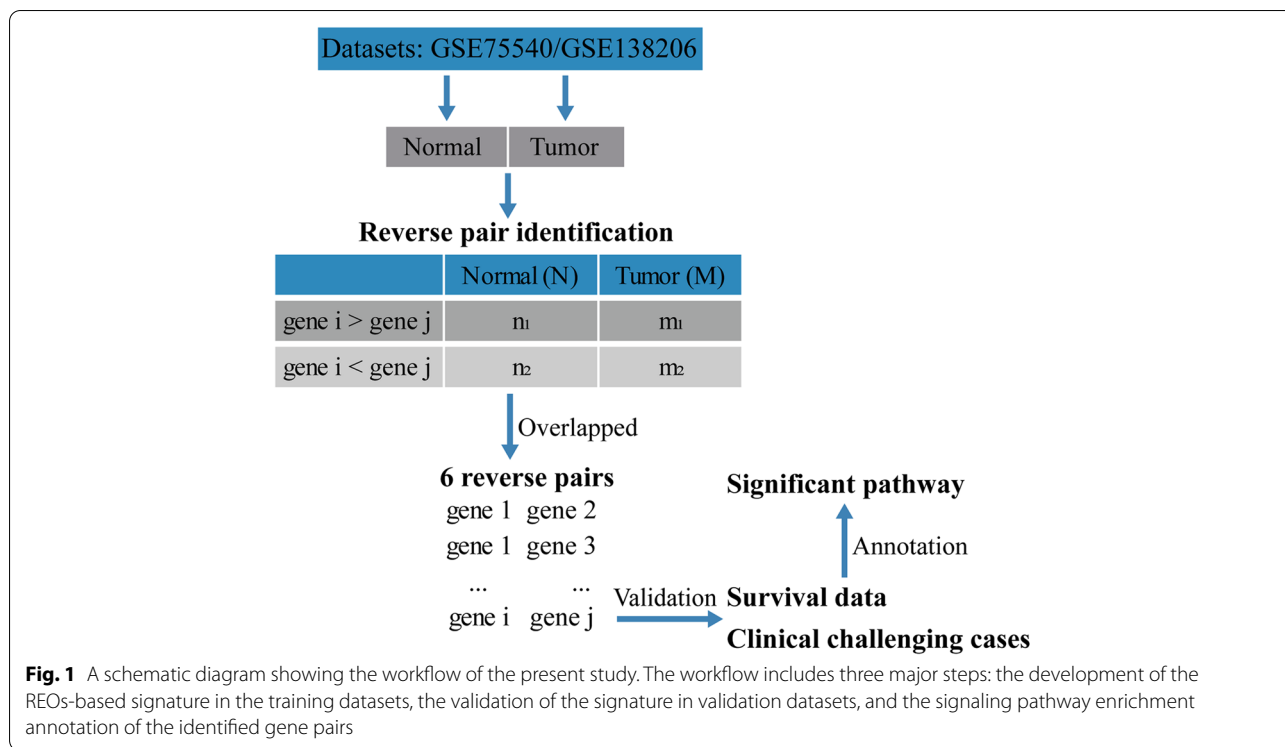 Datasets: GSE75540/GSE138206
Normal Tumor
Reverse pair identification
Normal (N) Tumor (M)
gene i > gene j n₁ m₁
gene i < gene j n₂ m₂
Overlapped
6 reverse pairs
gene 1 gene 2
gene 1 gene 3
... ...
gene i gene j
Validation
Significant pathway
Annotation
Survival data
Clinical challenging cases
Fig. 1 A schematic diagram showing the workflow of the present study. The workflow includes three major steps: the development of the
REOs-based signature in the training datasets, the validation of the signature in validation datasets, and the signaling pathway enrichment
annotation of the identified gene pairs